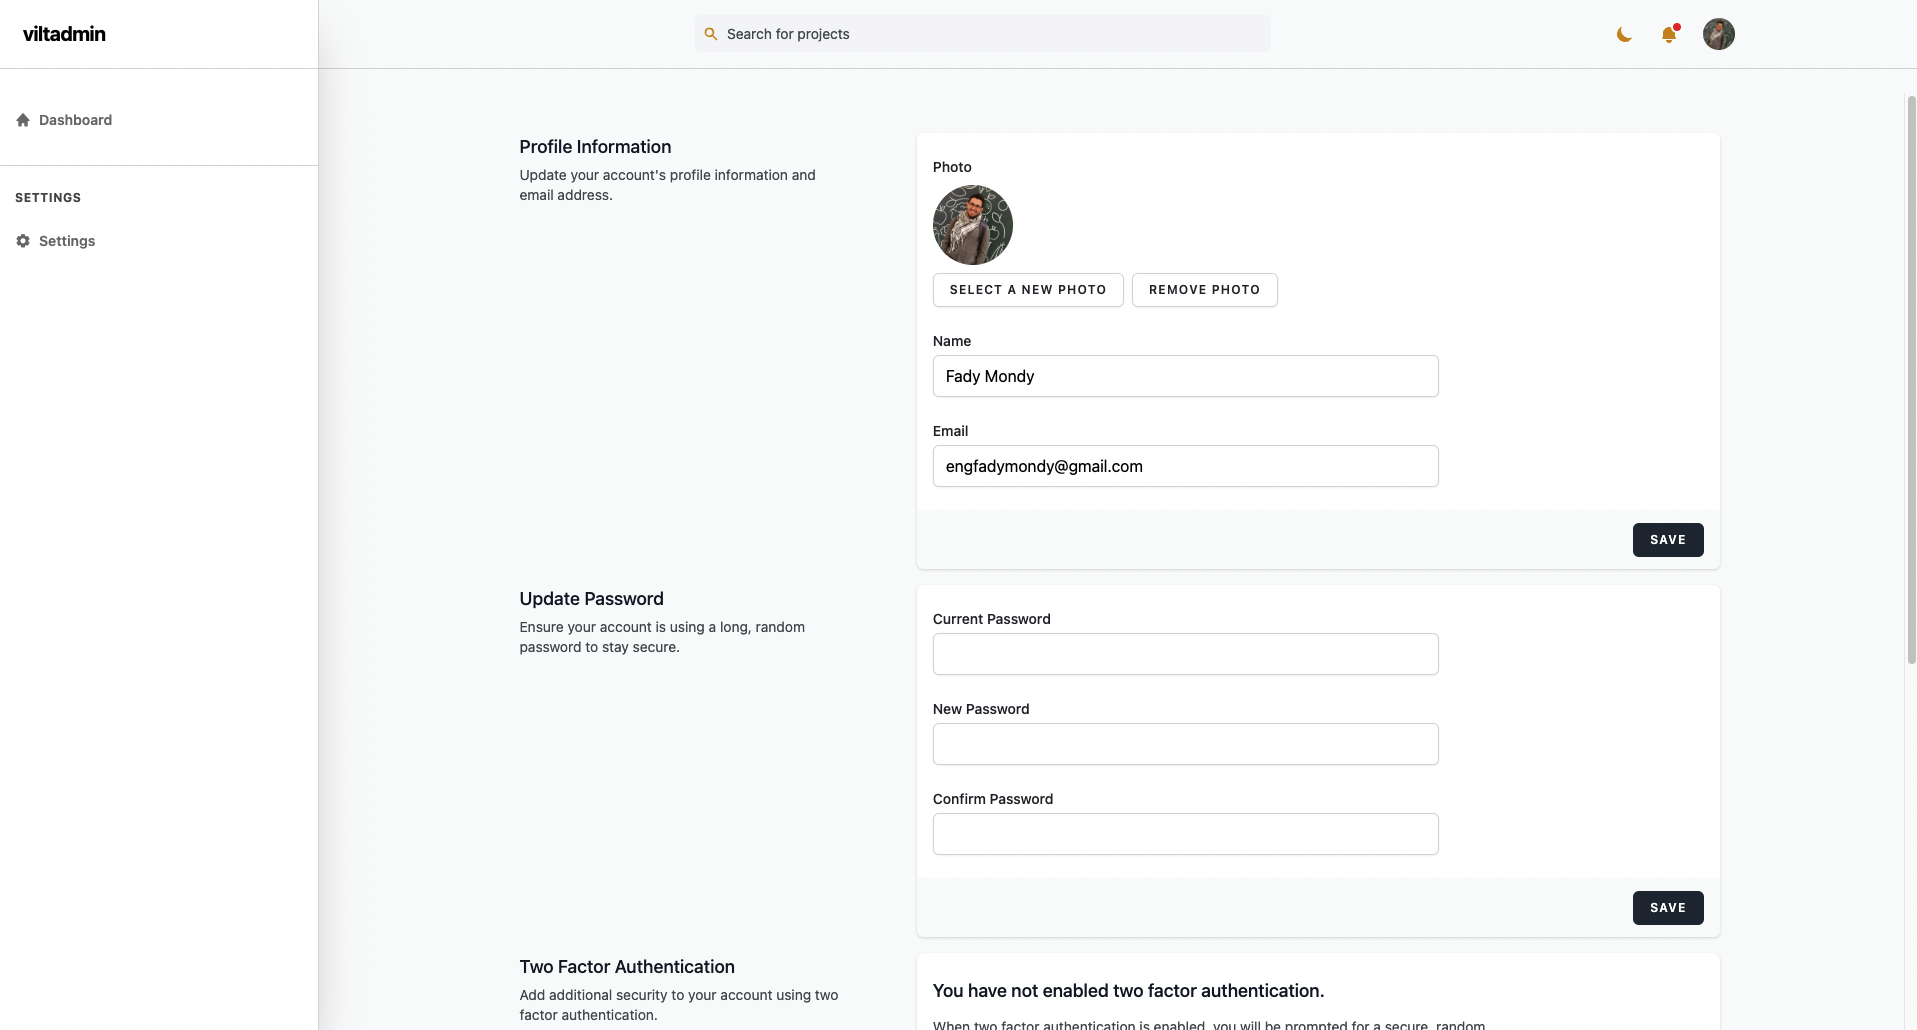 viltadmin
Search for projects
Dashboard
SETTINGS
Settings
Profile Information
Update your account's profile information and
email address.
Photo
SELECT A NEW PHOTO
REMOVE PHOTO
Name
Fady Mondy
Email
engfadymondy@gmail.com
SAVE
Update Password
Ensure your account is using a long, random
password to stay secure.
Current Password
New Password
Confirm Password
SAVE
Two Factor Authentication
Add additional security to your account using two
factor authentication.
You have not enabled two factor authentication.
When two factor authentication is enabled, you will be prompted for a secure, random